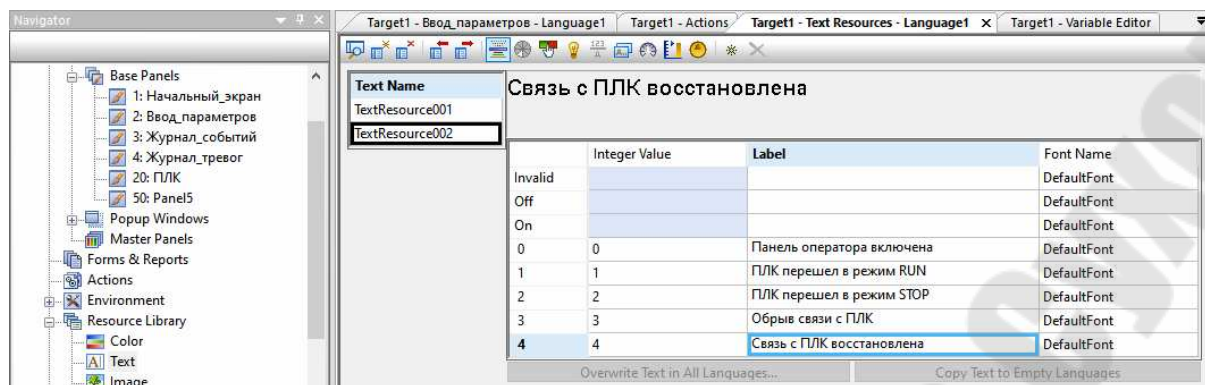 Navigator
Base Panels
1: Начальный_экран
2: Ввод_параметров
3: Журнал_событий
4: Журнал_тревог
20: ПЛК
50: Panel5
Popup Windows
Master Panels
Forms & Reports
Actions
Environment
Resource Library
Color
Text
Image
Target1 - Ввод_параметров - Language1 Target1 - Actions Target1 - Text Resources - Language1 Target1 - Variable Editor
Text Name
TextResource001
TextResource002
Связь с ПЛК восстановлена
Integer Value Label Font Name
Invalid DefaultFont
Off DefaultFont
On DefaultFont
0 0 Панель оператора включена DefaultFont
1 1 ПЛК перешел в режим RUN DefaultFont
2 2 ПЛК перешел в режим STOP DefaultFont
3 3 Обрыв связи с ПЛК DefaultFont
4 4 Связь с ПЛК восстановлена DefaultFont
Overwrite Text in All Languages... Copy Text to Empty Languages